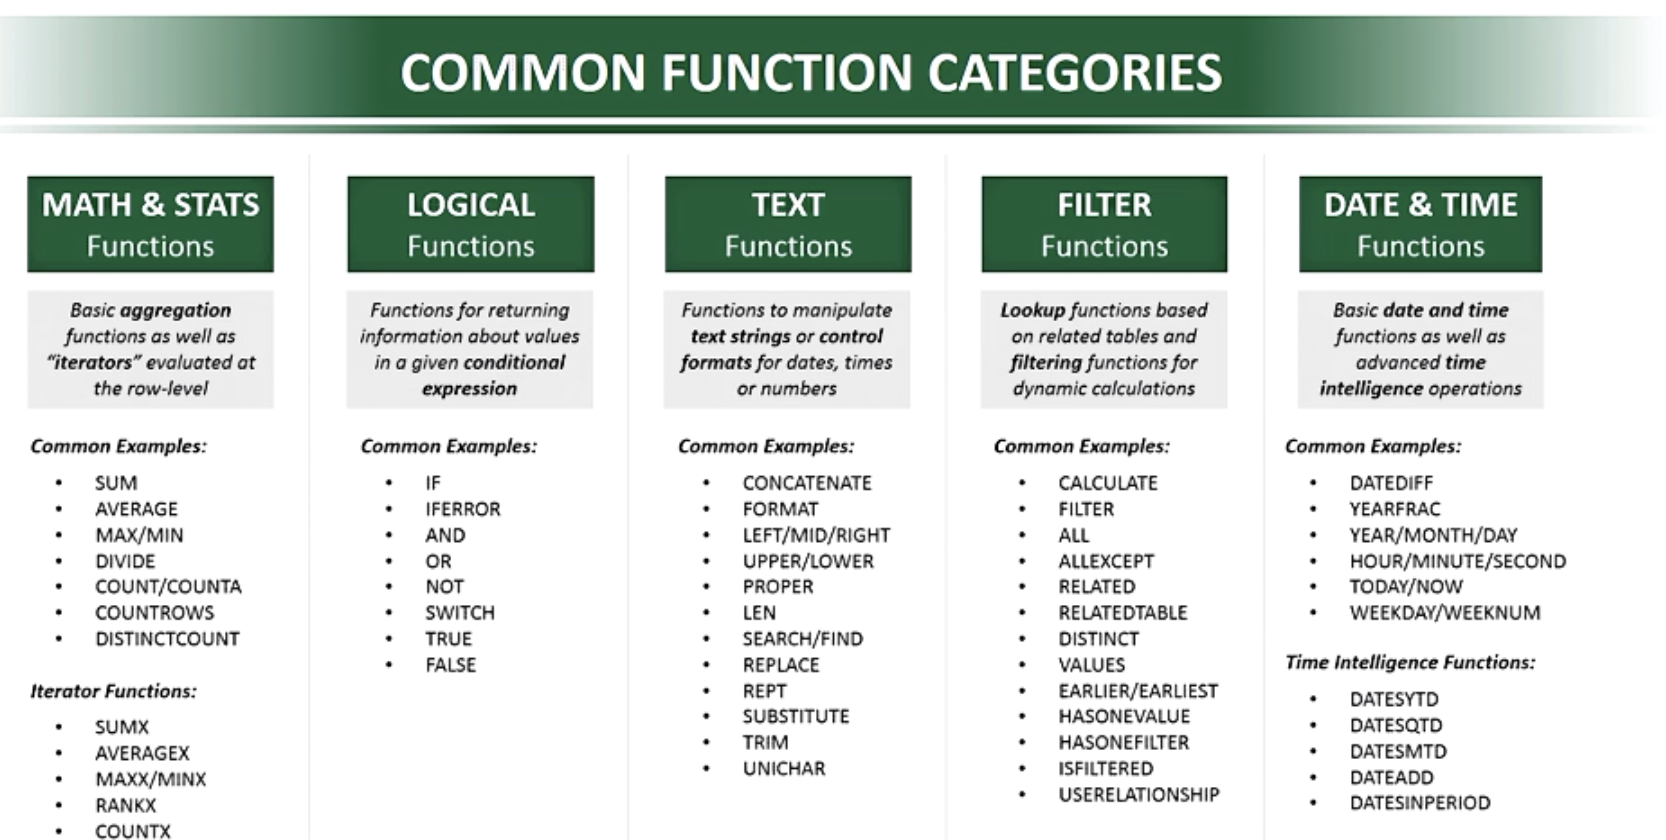 COMMON FUNCTION CATEGORIES
MATH & STATS
Functions
Basic aggregation
functions as well as
“iterators” evaluated at
the row-level
Common Examples:
• SUM
• AVERAGE
• MAX/MIN
• DIVIDE
• COUNT/COUNTA
• COUNTROWS
• DISTINCTCOUNT
Iterator Functions:
• SUMX
• AVERAGEX
• MAXX/MINX
• RANKX
• COUNTX
LOGICAL
Functions
Functions for returning
information about values
in a given conditional
expression
Common Examples:
• IF
• IFERROR
• AND
• OR
• NOT
• SWITCH
• TRUE
• FALSE
TEXT
Functions
Functions to manipulate
text strings or control
formats for dates, times
or numbers
Common Examples:
• CONCATENATE
• FORMAT
• LEFT/MID/RIGHT
• UPPER/LOWER
• PROPER
• LEN
• SEARCH/FIND
• REPLACE
• REPT
• SUBSTITUTE
• TRIM
• UNICHAR
FILTER
Functions
Lookup functions based
on related tables and
filtering functions for
dynamic calculations
Common Examples:
• CALCULATE
• FILTER
• ALL
• ALLEXCEPT
• RELATED
• RELATEDTABLE
• DISTINCT
• VALUES
• EARLIER/EARLIEST
• HASONEVALUE
• HASONEFILTER
• ISFILTERED
• USERELATIONSHIP
DATE & TIME
Functions
Basic date and time
functions as well as
advanced time
intelligence operations
Common Examples:
• DATEDIFF
• YEARFRAC
• YEAR/MONTH/DAY
• HOUR/MINUTE/SECOND
• TODAY/NOW
• WEEKDAY/WEEKNUM
Time Intelligence Functions:
• DATESYTD
• DATESQTD
• DATESMTD
• DATEADD
• DATESINPERIOD